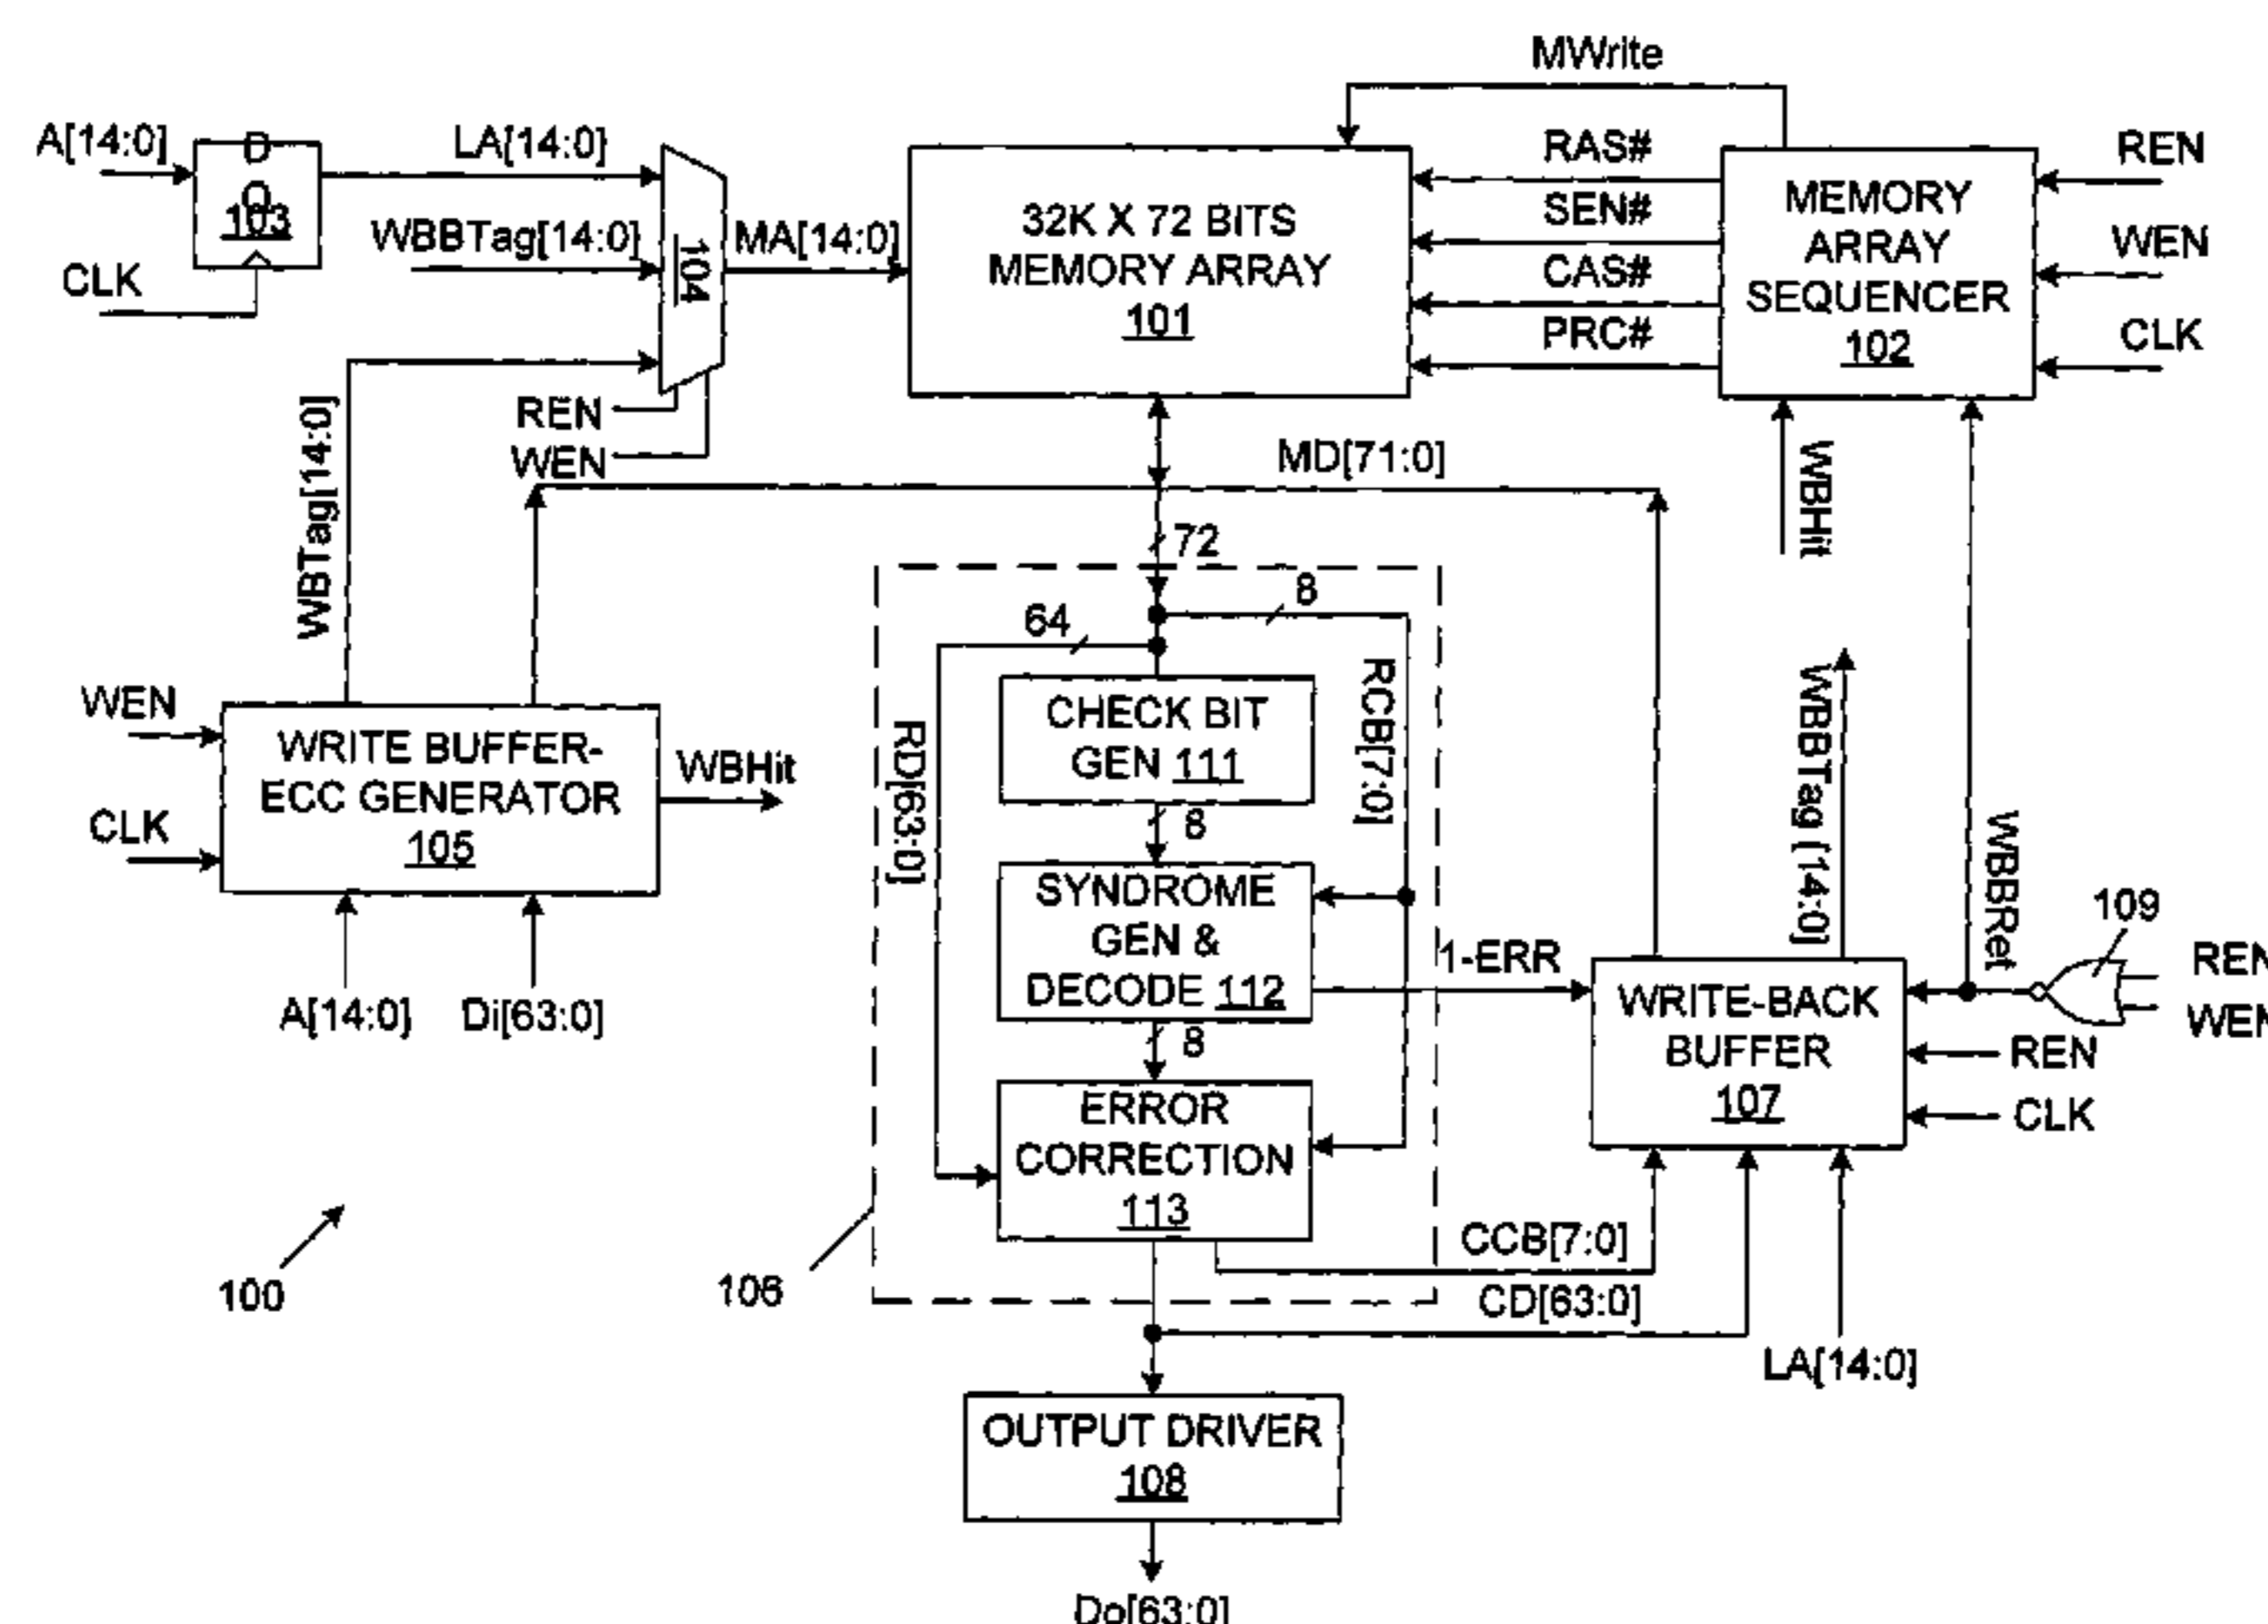 MWrite
A[14:0]
D
Q
103
CLK
LA[14:0]
WBBTag[14:0]
104
MA[14:0]
REN
WEN
32K X 72 BITS
MEMORY ARRAY
101
RAS#
SEN#
CAS#
PRC#
MEMORY
ARRAY
SEQUENCER
102
REN
WEN
CLK
WBTag[14:0]
MD[71:0]
WBHit
72
8
64
RCB[7:0]
RD[63:0]
WEN
CLK
WRITE BUFFER-
ECC GENERATOR
105
WBHit
A[14:0]
Di[63:0]
CHECK BIT
GEN 111
8
SYNDROME
GEN &
DECODE 112
8
1-ERR
ERROR
CORRECTION
113
WBBTag (14:0]
WBBRet
109
REN
WEN
WRITE-BACK
BUFFER
107
REN
CLK
CCB[7:0]
CD[63:0]
LA[14:0]
100
106
OUTPUT DRIVER
108
Do[63:0]